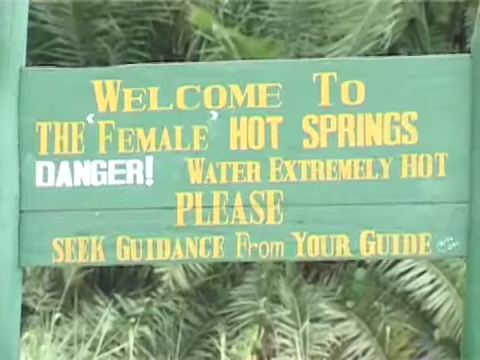 WELCOME TO
THE 'FEMALE' HOT SPRINGS
DANGER! WATER EXTREMELY HOT
PLEASE
SEEK GUIDANCE From YOUR GUIDE